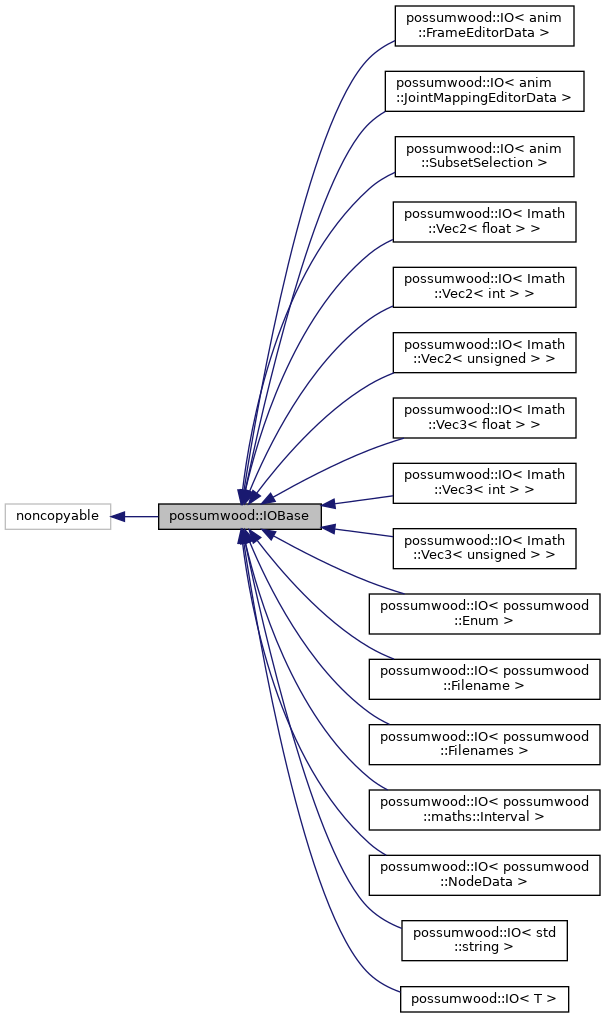 possumwood::IO< anim
::FrameEditorData >
possumwood::IO< anim
::JointMappingEditorData >
possumwood::IO< anim
::SubsetSelection >
possumwood::IO< Imath
::Vec2< float > >
possumwood::IO< Imath
::Vec2< int > >
possumwood::IO< Imath
::Vec2< unsigned > >
possumwood::IO< Imath
::Vec3< float > >
possumwood::IO< Imath
::Vec3< int > >
noncopyable
possumwood::IOBase
possumwood::IO< Imath
::Vec3< unsigned > >
possumwood::IO< possumwood
::Enum >
possumwood::IO< possumwood
::Filename >
possumwood::IO< possumwood
::Filenames >
possumwood::IO< possumwood
::maths::Interval >
possumwood::IO< possumwood
::NodeData >
possumwood::IO< std
::string >
possumwood::IO< T >